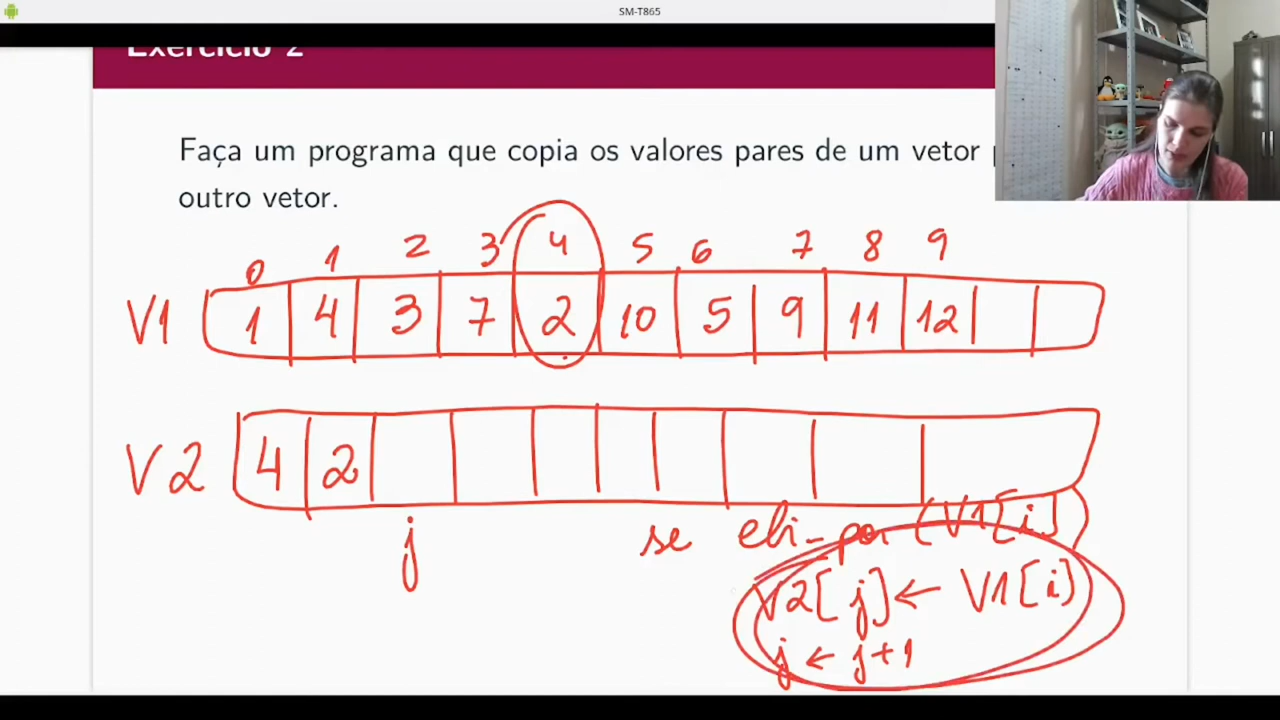 SM-T865
Exercício 2
Faça um programa que copia os valores pares de um vetor
outro vetor.
0 1 2 3 4 5 6 7 8 9
V1 1 4 3 7 2 10 5 9 11 12
V2 4 2
j
se (V1[i])
V2[j] ← V1[i]
j ← j+1